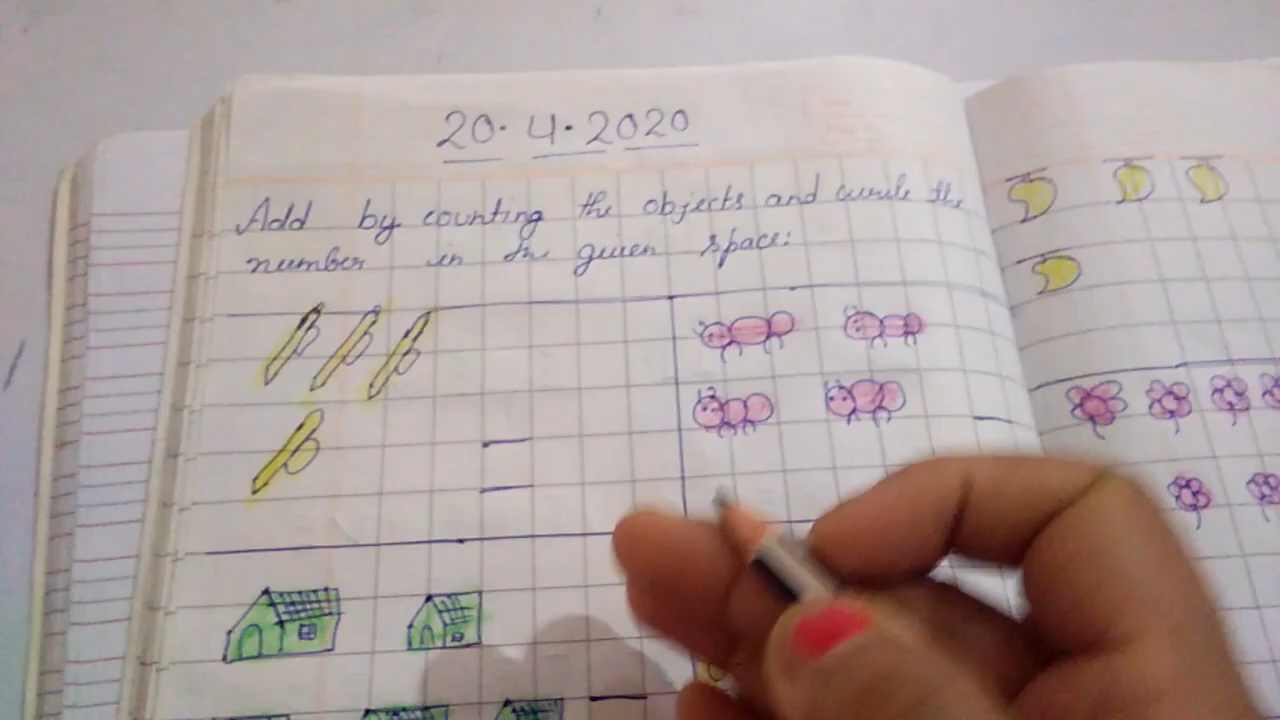 20.4.2020
Add by counting the objects and write the
number in the given space: